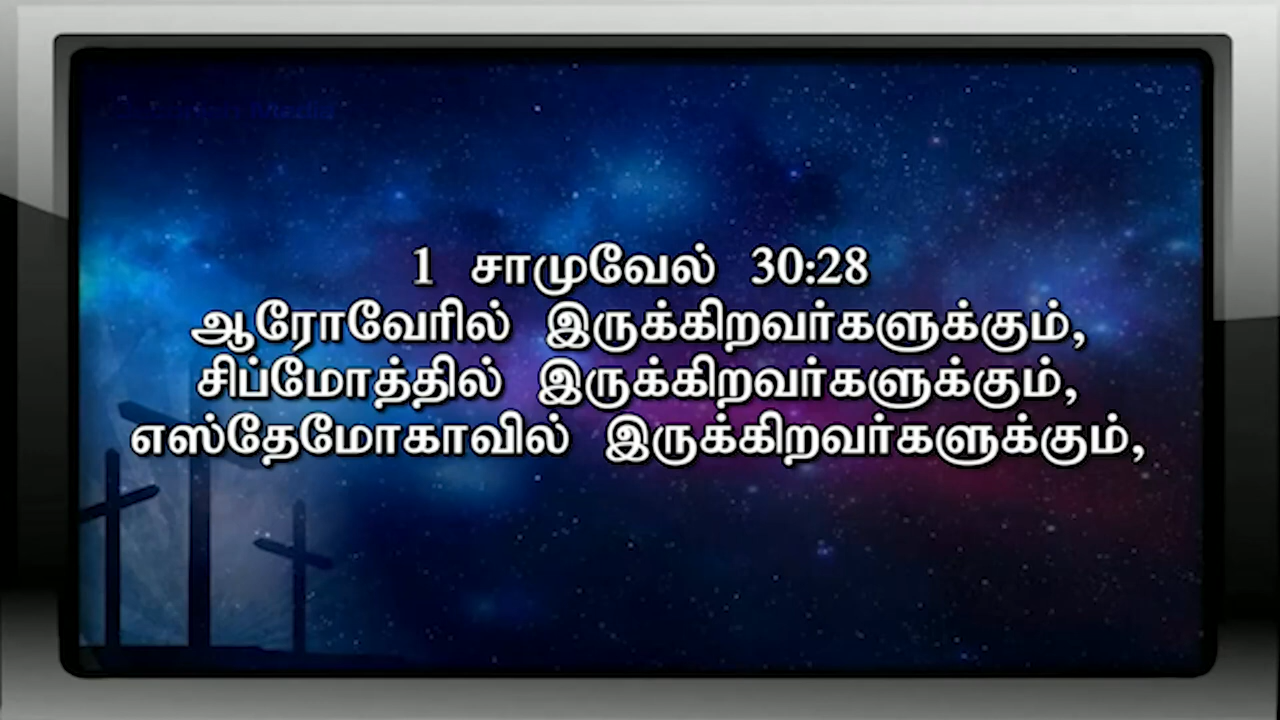 1 சாமுவேல் 30:28
ஆரோவேரில் இருக்கிறவர்களுக்கும்,
சிப்மோத்தில் இருக்கிறவர்களுக்கும்,
எஸ்தேமோகாவில் இருக்கிறவர்களுக்கும்,